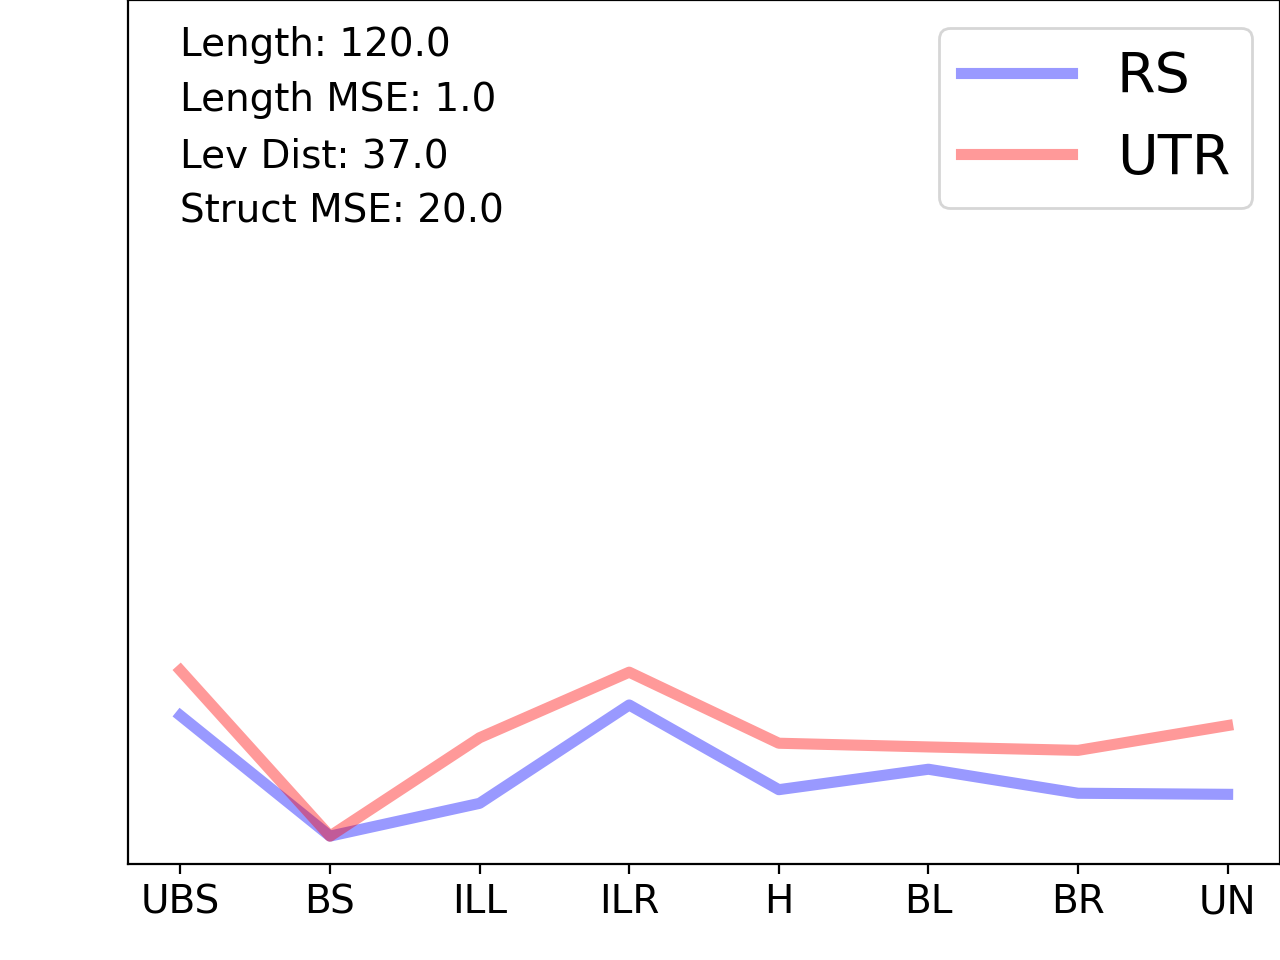 Length: 120.0
Length MSE: 1.0
Lev Dist: 37.0
Struct MSE: 20.0
RS
UTR
UBS BS ILL ILR H BL BR UN